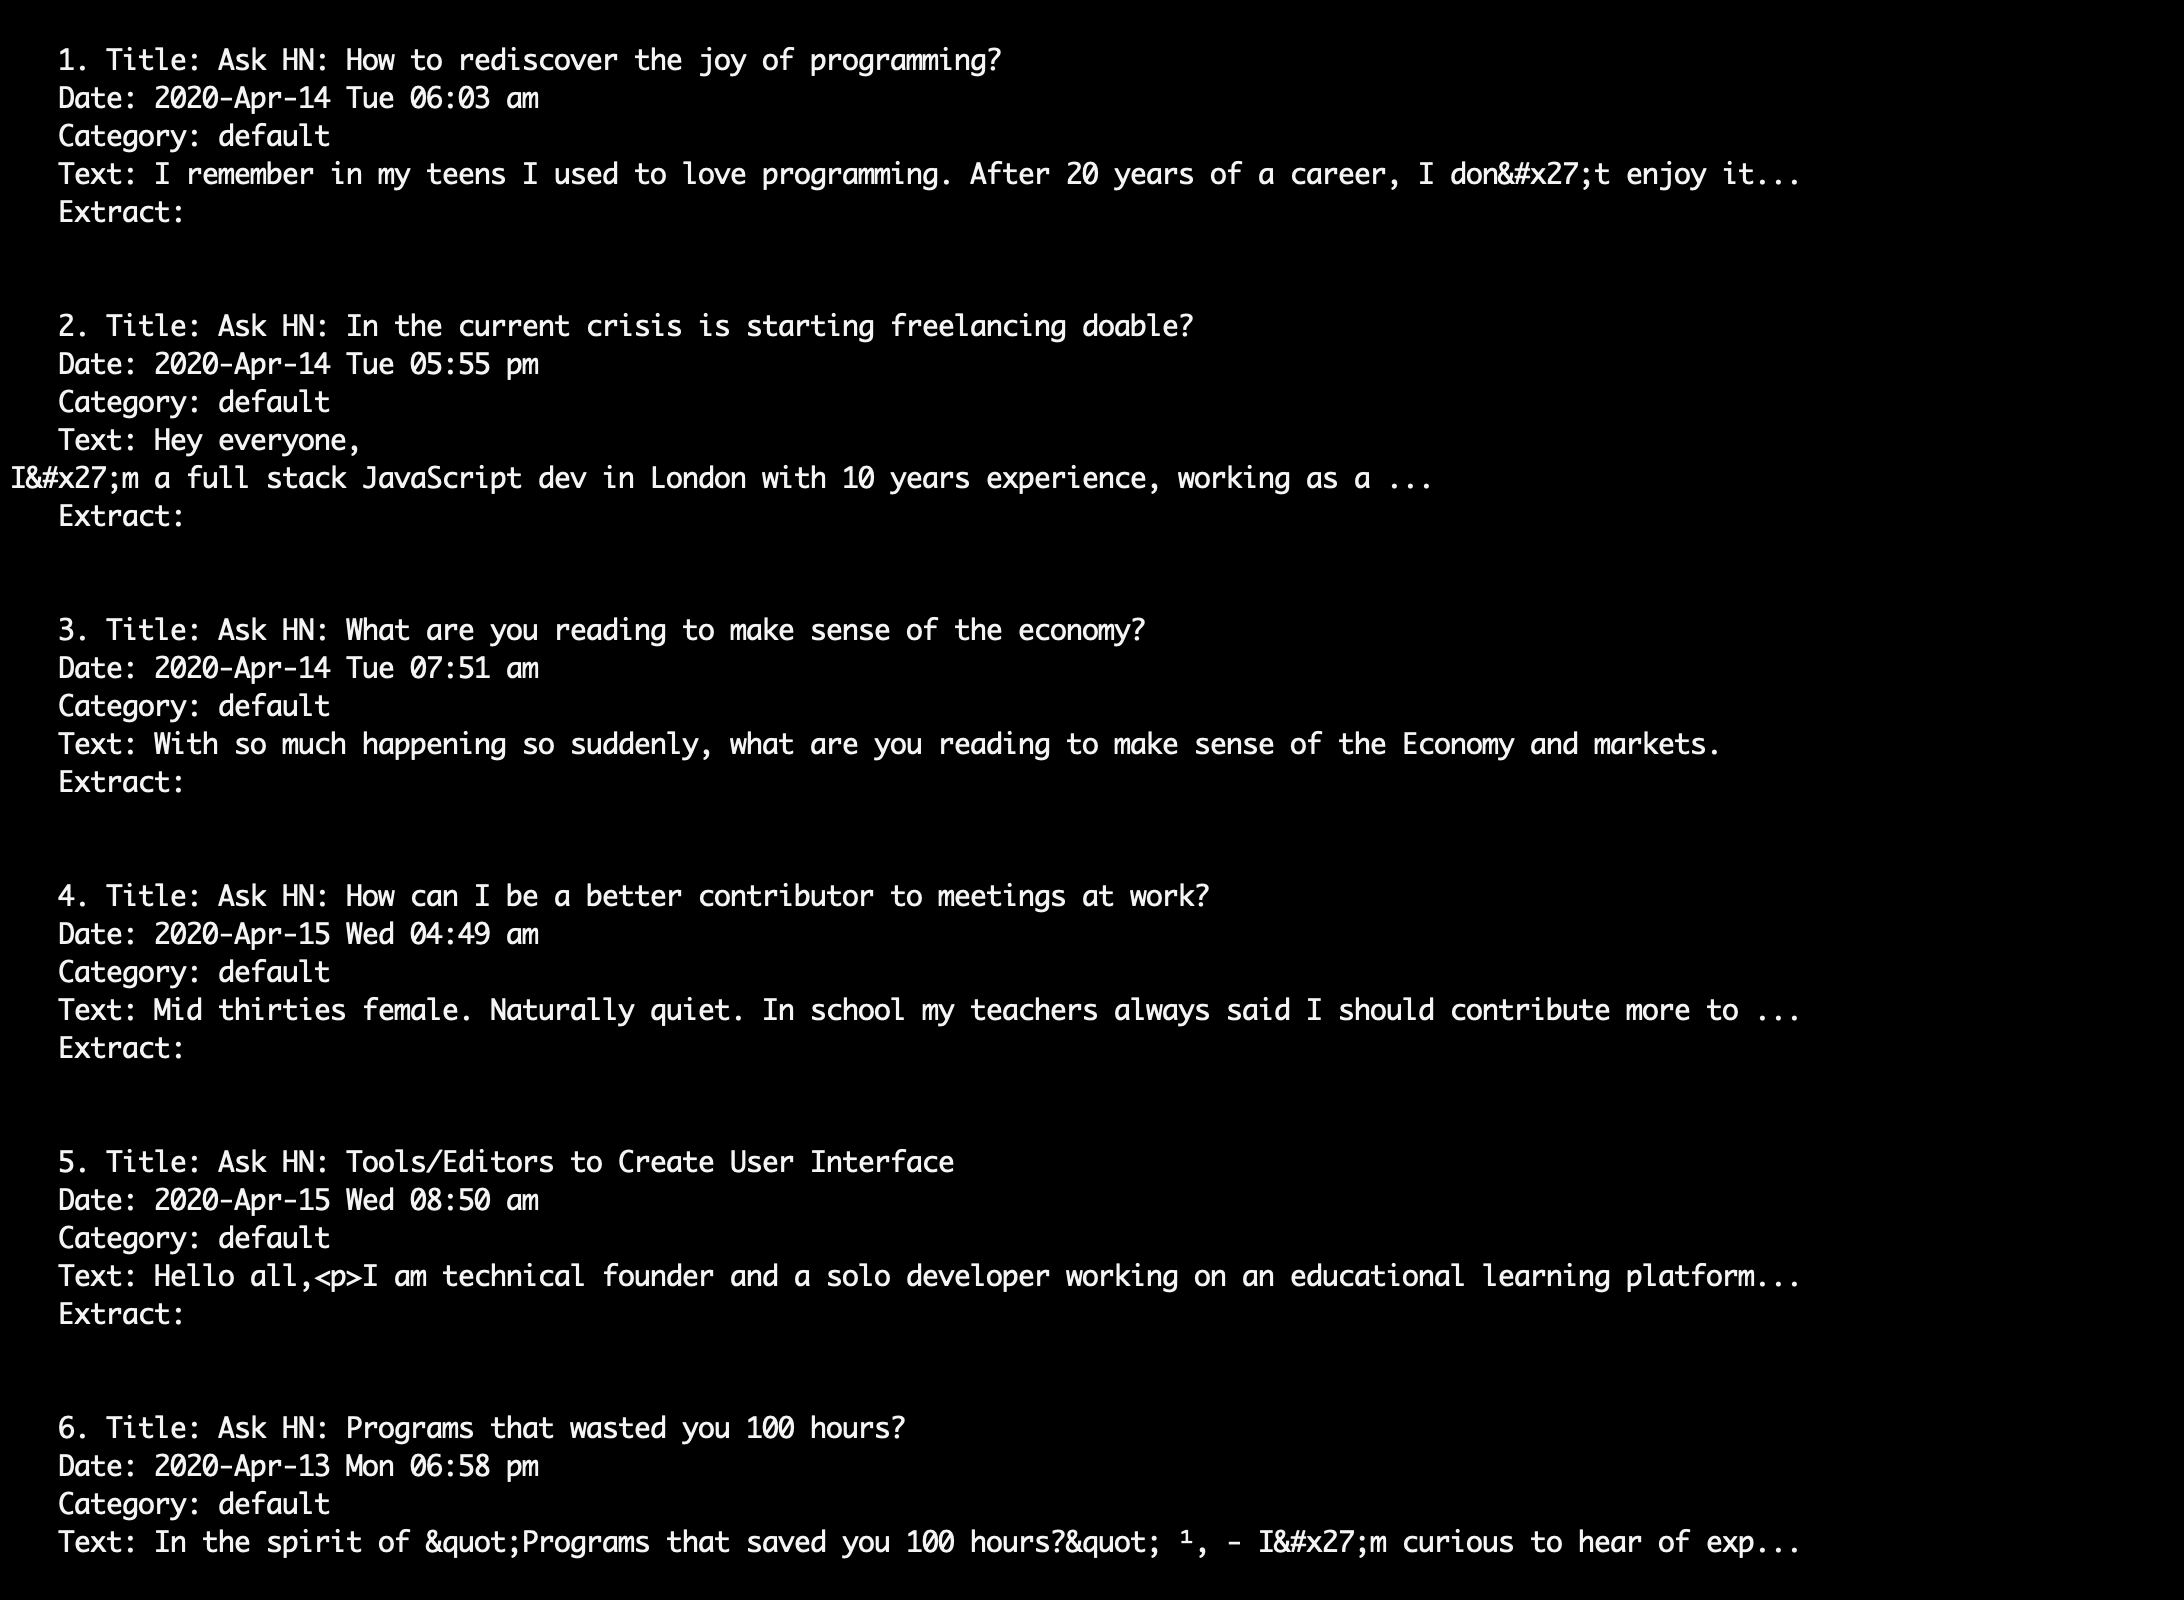 1. Title: Ask HN: How to rediscover the joy of programming?
Date: 2020-Apr-14 Tue 06:03 am
Category: default
Text: I remember in my teens I used to love programming. After 20 years of a career, I don&#x27;t enjoy it...
Extract:
2. Title: Ask HN: In the current crisis is starting freelancing doable?
Date: 2020-Apr-14 Tue 05:55 pm
Category: default
Text: Hey everyone,
I&#x27;m a full stack JavaScript dev in London with 10 years experience, working as a ...
Extract:
3. Title: Ask HN: What are you reading to make sense of the economy?
Date: 2020-Apr-14 Tue 07:51 am
Category: default
Text: With so much happening so suddenly, what are you reading to make sense of the Economy and markets.
Extract:
4. Title: Ask HN: How can I be a better contributor to meetings at work?
Date: 2020-Apr-15 Wed 04:49 am
Category: default
Text: Mid thirties female. Naturally quiet. In school my teachers always said I should contribute more to ...
Extract:
5. Title: Ask HN: Tools/Editors to Create User Interface
Date: 2020-Apr-15 Wed 08:50 am
Category: default
Text: Hello all,<p>I am technical founder and a solo developer working on an educational learning platform...
Extract:
6. Title: Ask HN: Programs that wasted you 100 hours?
Date: 2020-Apr-13 Mon 06:58 pm
Category: default
Text: In the spirit of &quot;Programs that saved you 100 hours?&quot; ¹, - I&#x27;m curious to hear of exp...